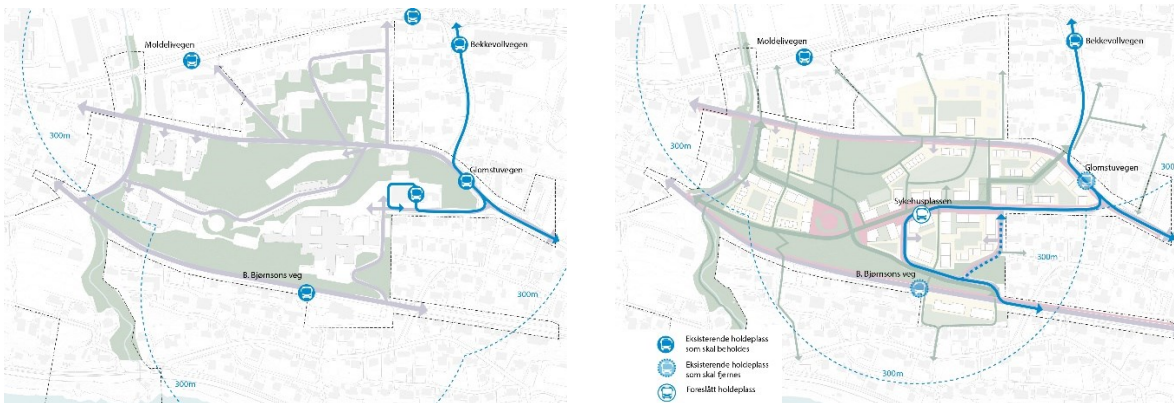 Moldelivegen
Bekkevollvegen
300m
Glomstuvegen
B. Bjørnsons veg
300m
300m
Moldelivegen
Bekkevollvegen
300m
300m
Glomstuvegen
Sykehusplassen
300m
B. Bjørnsons veg
300m
Eksisterende holdeplass
som skal beholdes
Eksisterende holdeplass
som skal fjernes
Foreslått holdeplass